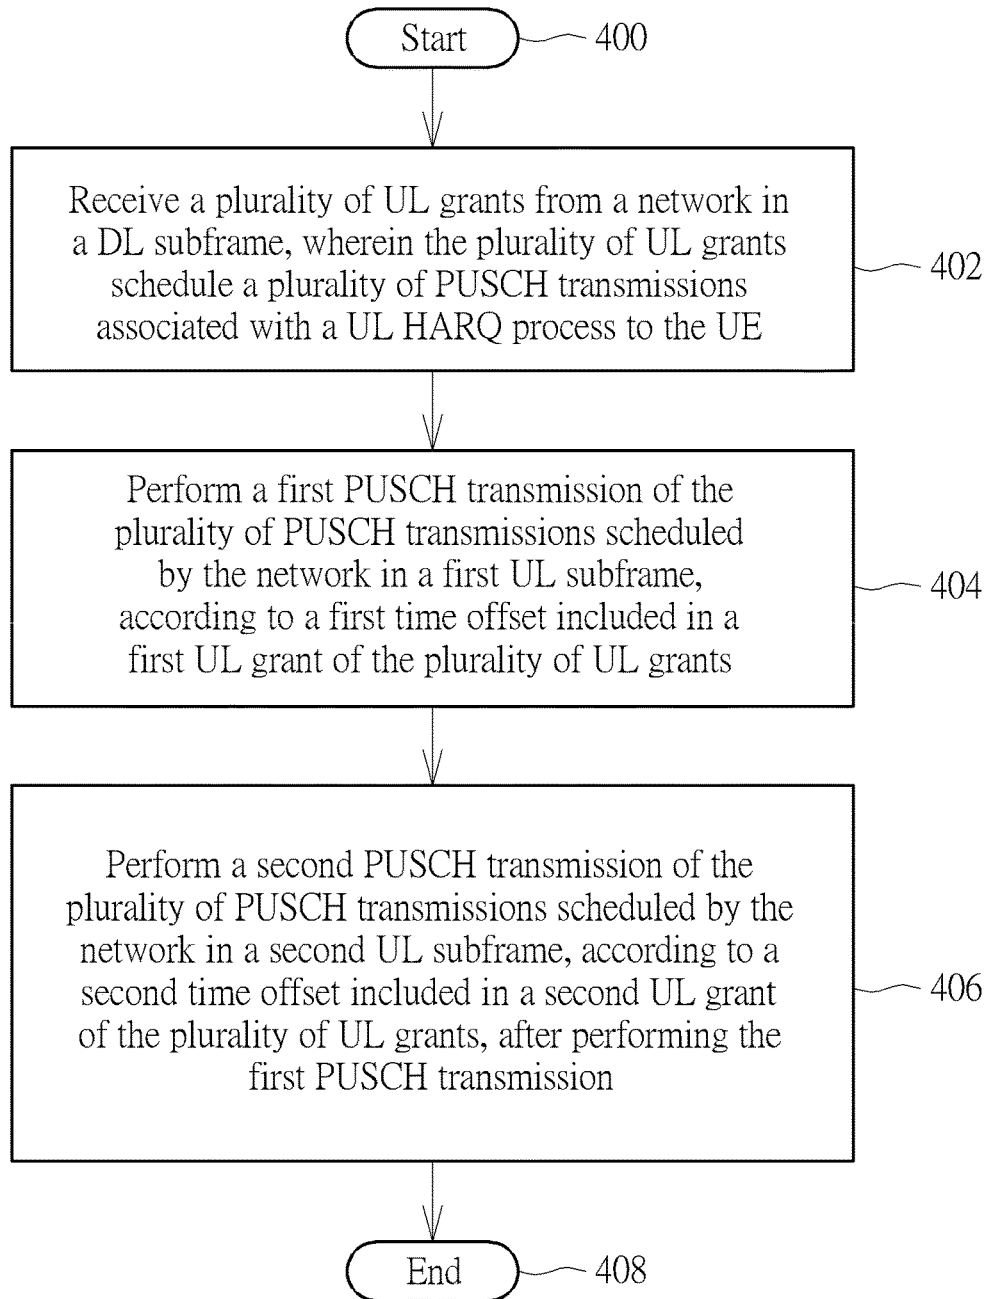 Start
400
Receive a plurality of UL grants from a network in
a DL subframe, wherein the plurality of UL grants
schedule a plurality of PUSCH transmissions
associated with a UL HARQ process to the UE
402
Perform a first PUSCH transmission of the
plurality of PUSCH transmissions scheduled
by the network in a first UL subframe,
according to a first time offset included in a
first UL grant of the plurality of UL grants
404
Perform a second PUSCH transmission of the
plurality of PUSCH transmissions scheduled by the
network in a second UL subframe, according to a
second time offset included in a second UL grant
of the plurality of UL grants, after performing the
first PUSCH transmission
406
End
408